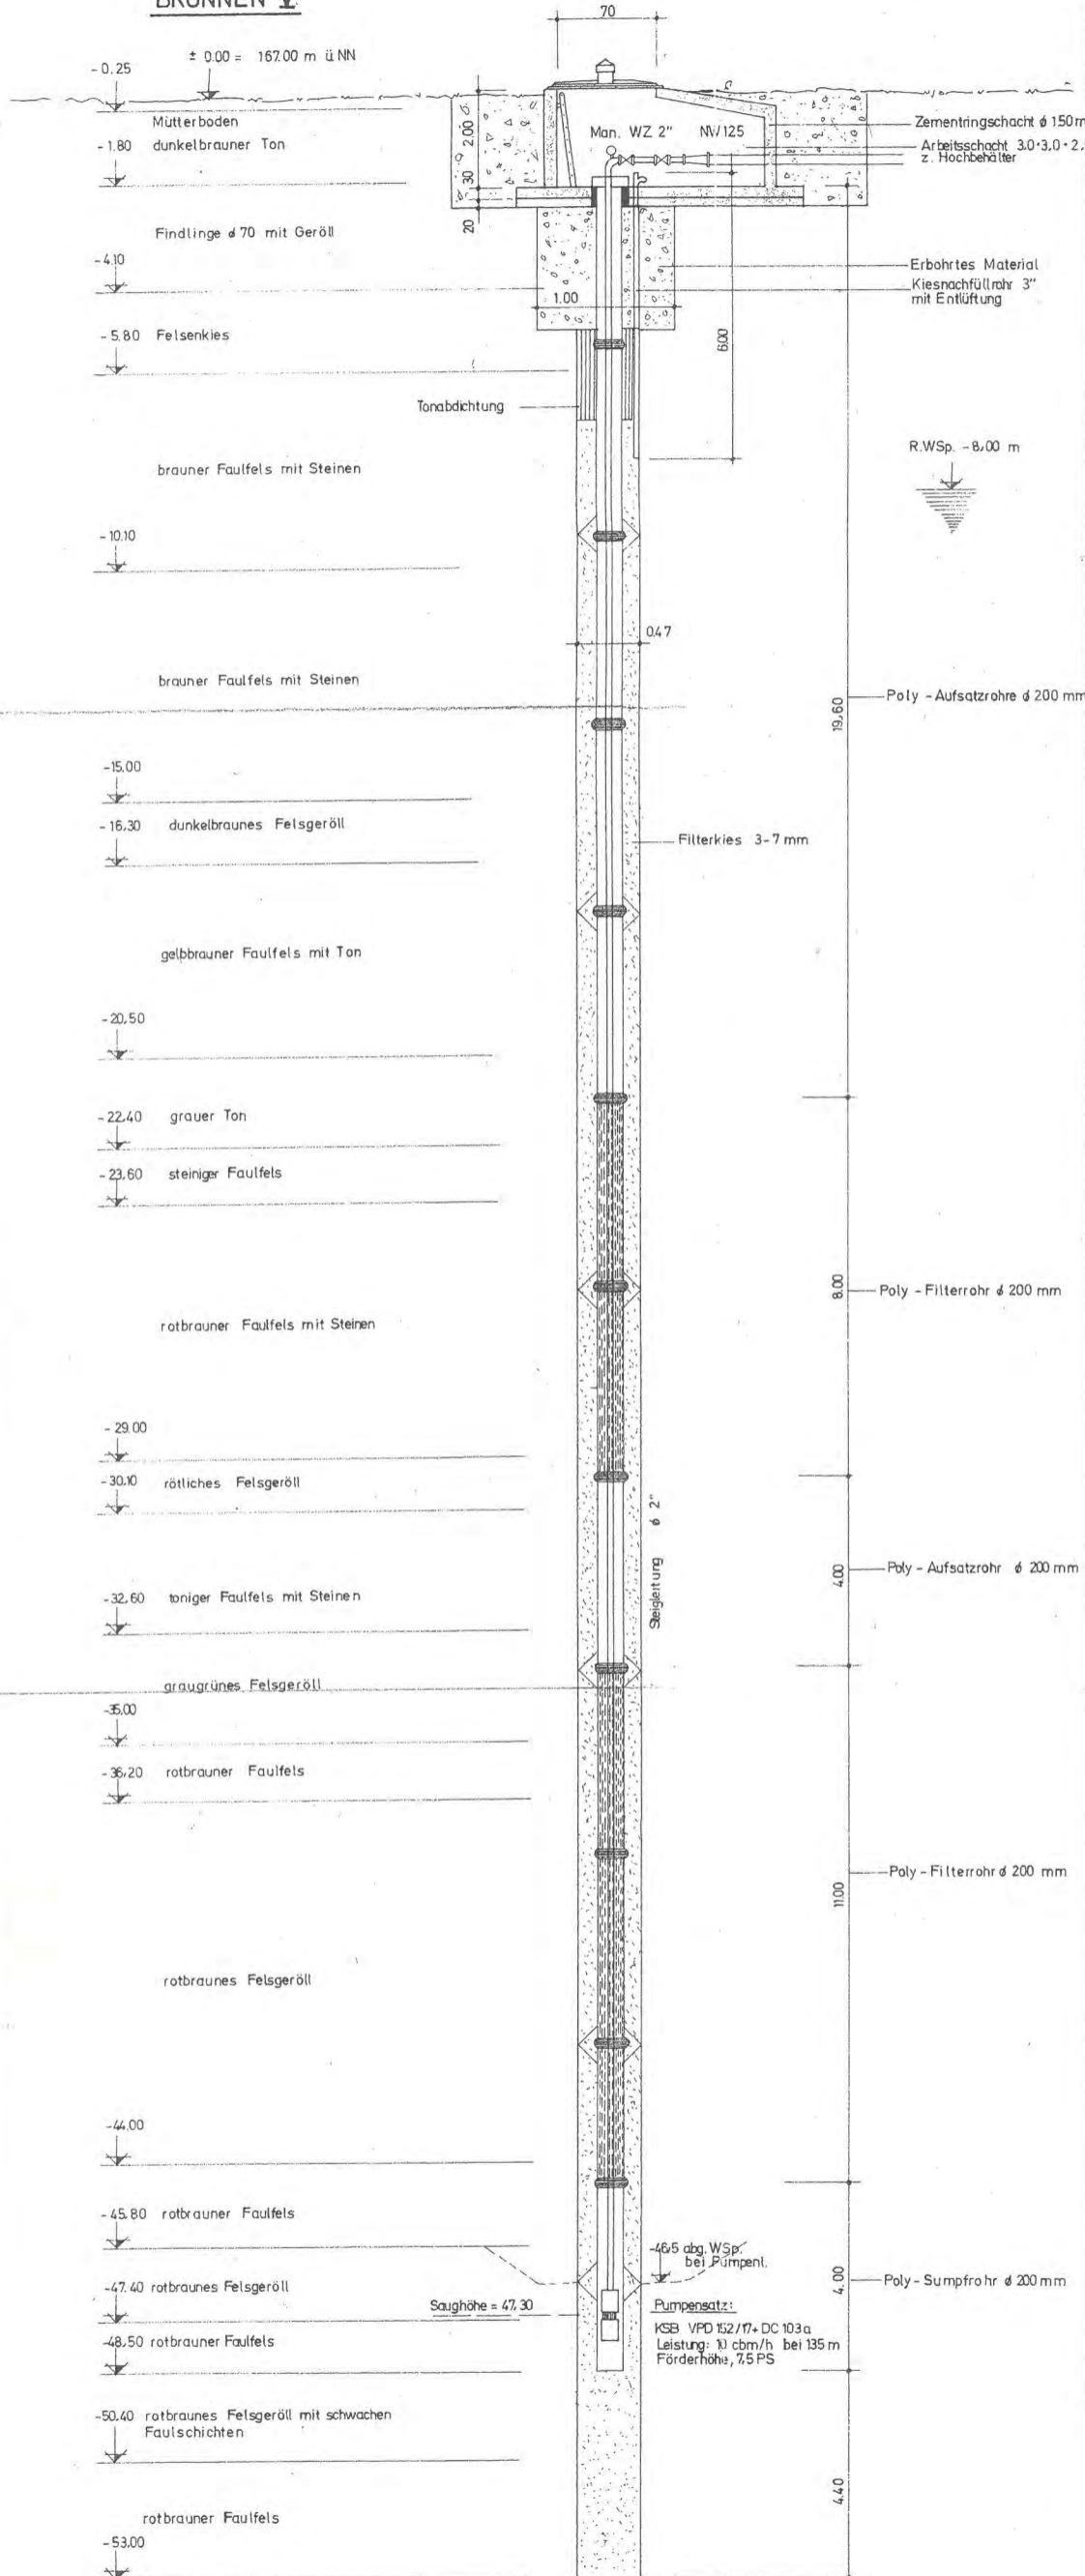 BRUNNEN V
70
± 0.00 = 167.00 m ü NN
-0.25
Mutterboden
-1.80 dunkelbrauner Ton
2.00
30
20
Man. WZ 2" NW 125
Zementringschacht ø 150 m
Arbeitsschacht 3.0·3.0·2.
z. Hochbehälter
Findlinge ø 70 mit Geröll
-4.10
1.00
Erbohrtes Material
Kiesnachfüllrohr 3"
mit Entlüftung
-5.80 Felsenkies
6.00
Tonabdichtung
R.WSp. -8,00 m
brauner Faulfels mit Steinen
-10.10
0.47
brauner Faulfels mit Steinen
19.60
Poly - Aufsatzrohre ø 200 mm
-15.00
-16,30 dunkelbraunes Felsgeröll
Filterkies 3-7 mm
gelbbrauner Faulfels mit Ton
-20,50
-22.40 grauer Ton
-23,60 steiniger Faulfels
8.00
Poly - Filterrohr ø 200 mm
rotbrauner Faulfels mit Steinen
-29.00
-30.10 rötliches Felsgeröll
Steigleitung ø 2"
4.00
Poly - Aufsatzrohr ø 200 mm
-32.60 toniger Faulfels mit Steinen
graugrünes Felsgeröll
-35.00
-36,20 rotbrauner Faulfels
11.00
Poly - Filterrohr ø 200 mm
rotbraunes Felsgeröll
-44.00
-45.80 rotbrauner Faulfels
-46,5 abg. WSp.
bei Pumpenl.
4.00
Poly - Sumpfrohr ø 200 mm
-47.40 rotbraunes Felsgeröll
Saughöhe = 47,30
Pumpensatz:
KSB VPD 152/17+ DC 103a
Leistung: 10 cbm/h bei 135 m
Förderhöhe, 7,5 PS
-48,50 rotbrauner Faulfels
-50.40 rotbraunes Felsgeröll mit schwachen
Faulschichten
4.40
rotbrauner Faulfels
-53.00